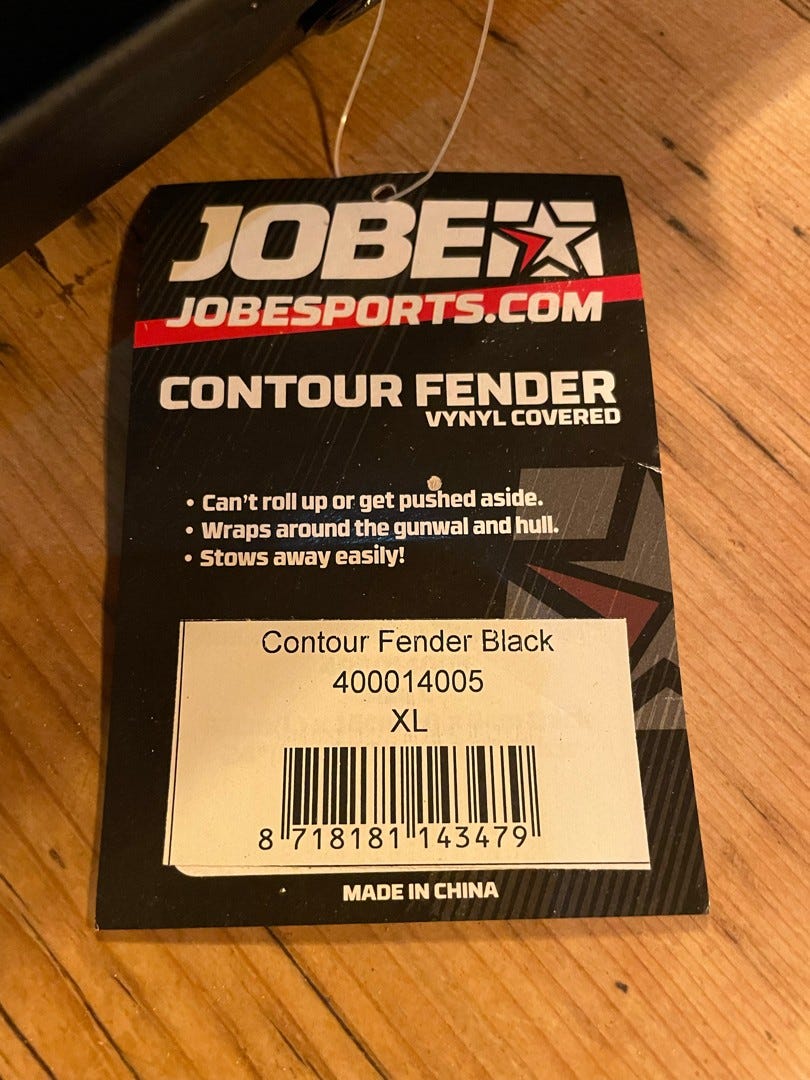 JOBE
JOBESPORTS.COM
CONTOUR FENDER
VYNYL COVERED
• Can't roll up or get pushed aside.
• Wraps around the gunwal and hull.
• Stows away easily!
Contour Fender Black
400014005
XL
8 718181 143479
MADE IN CHINA